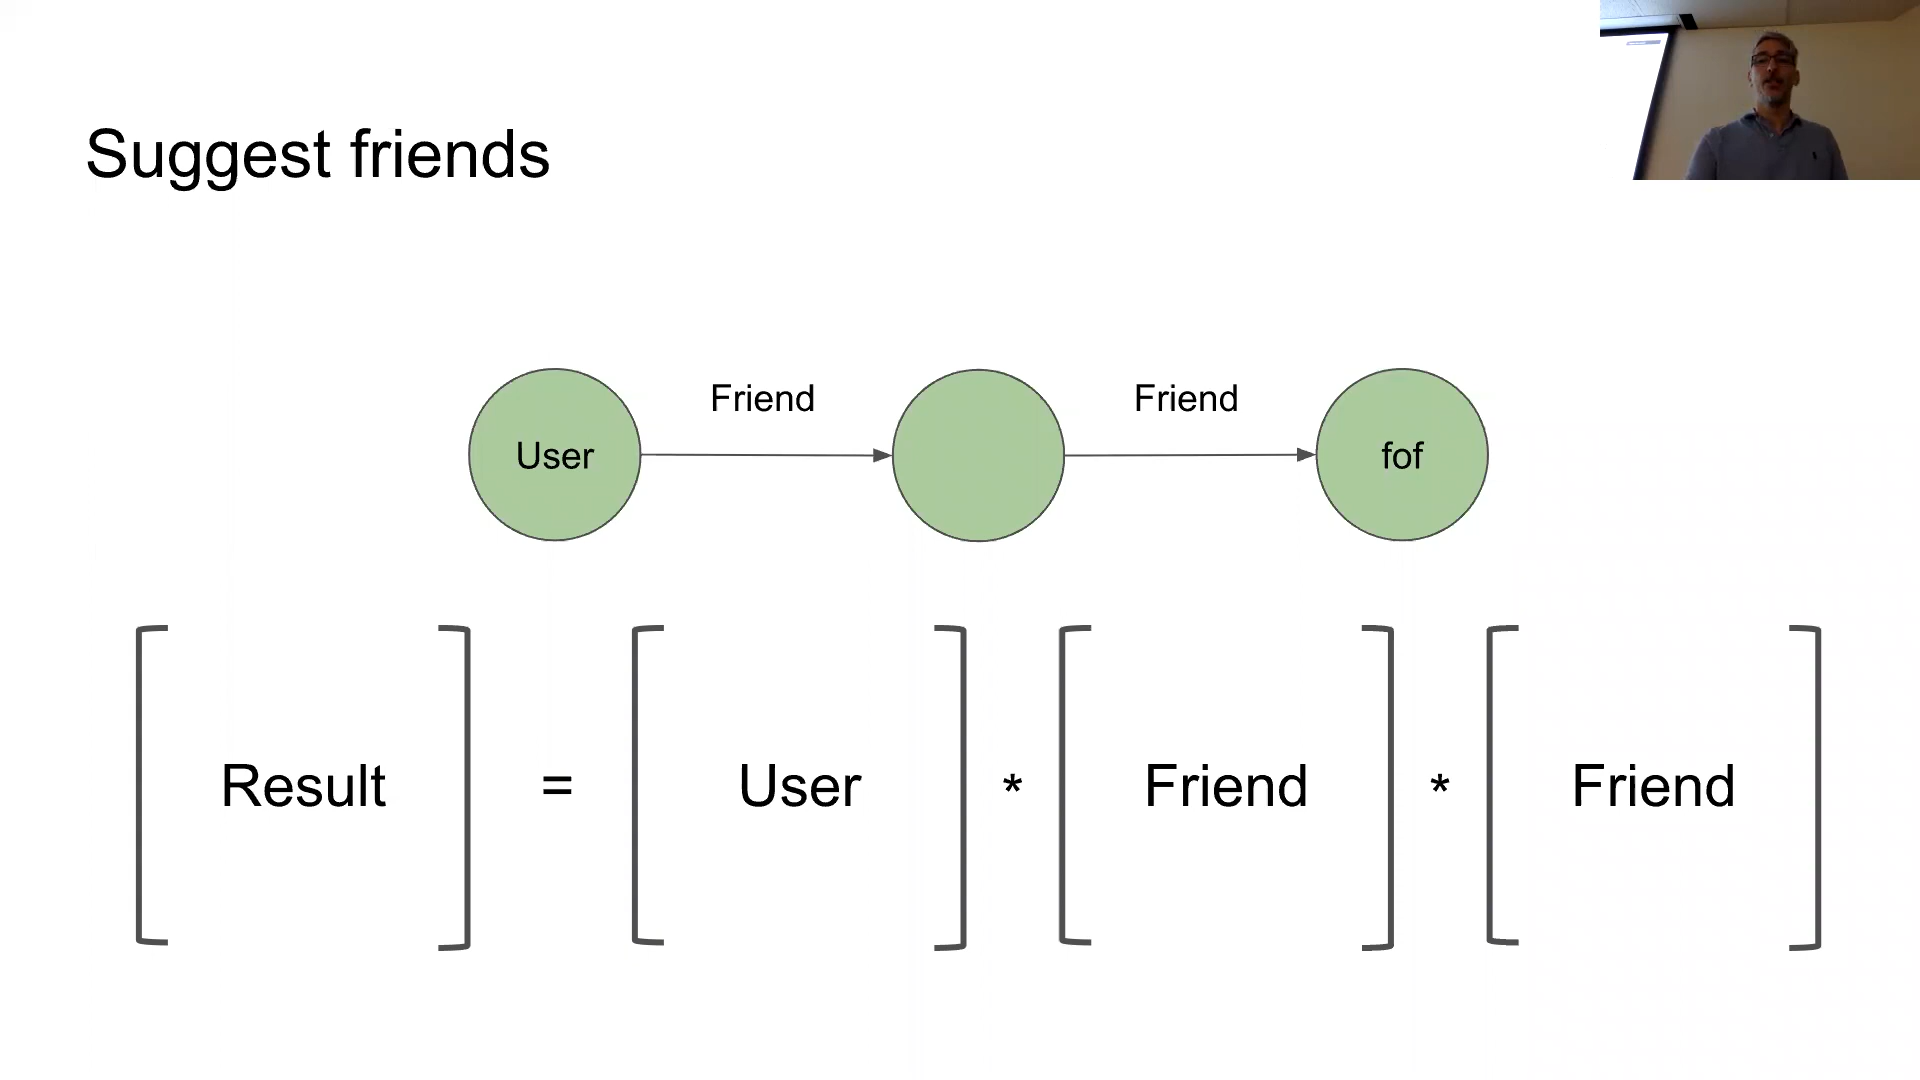 Suggest friends
Friend
Friend
User
fof
Result = User * Friend * Friend